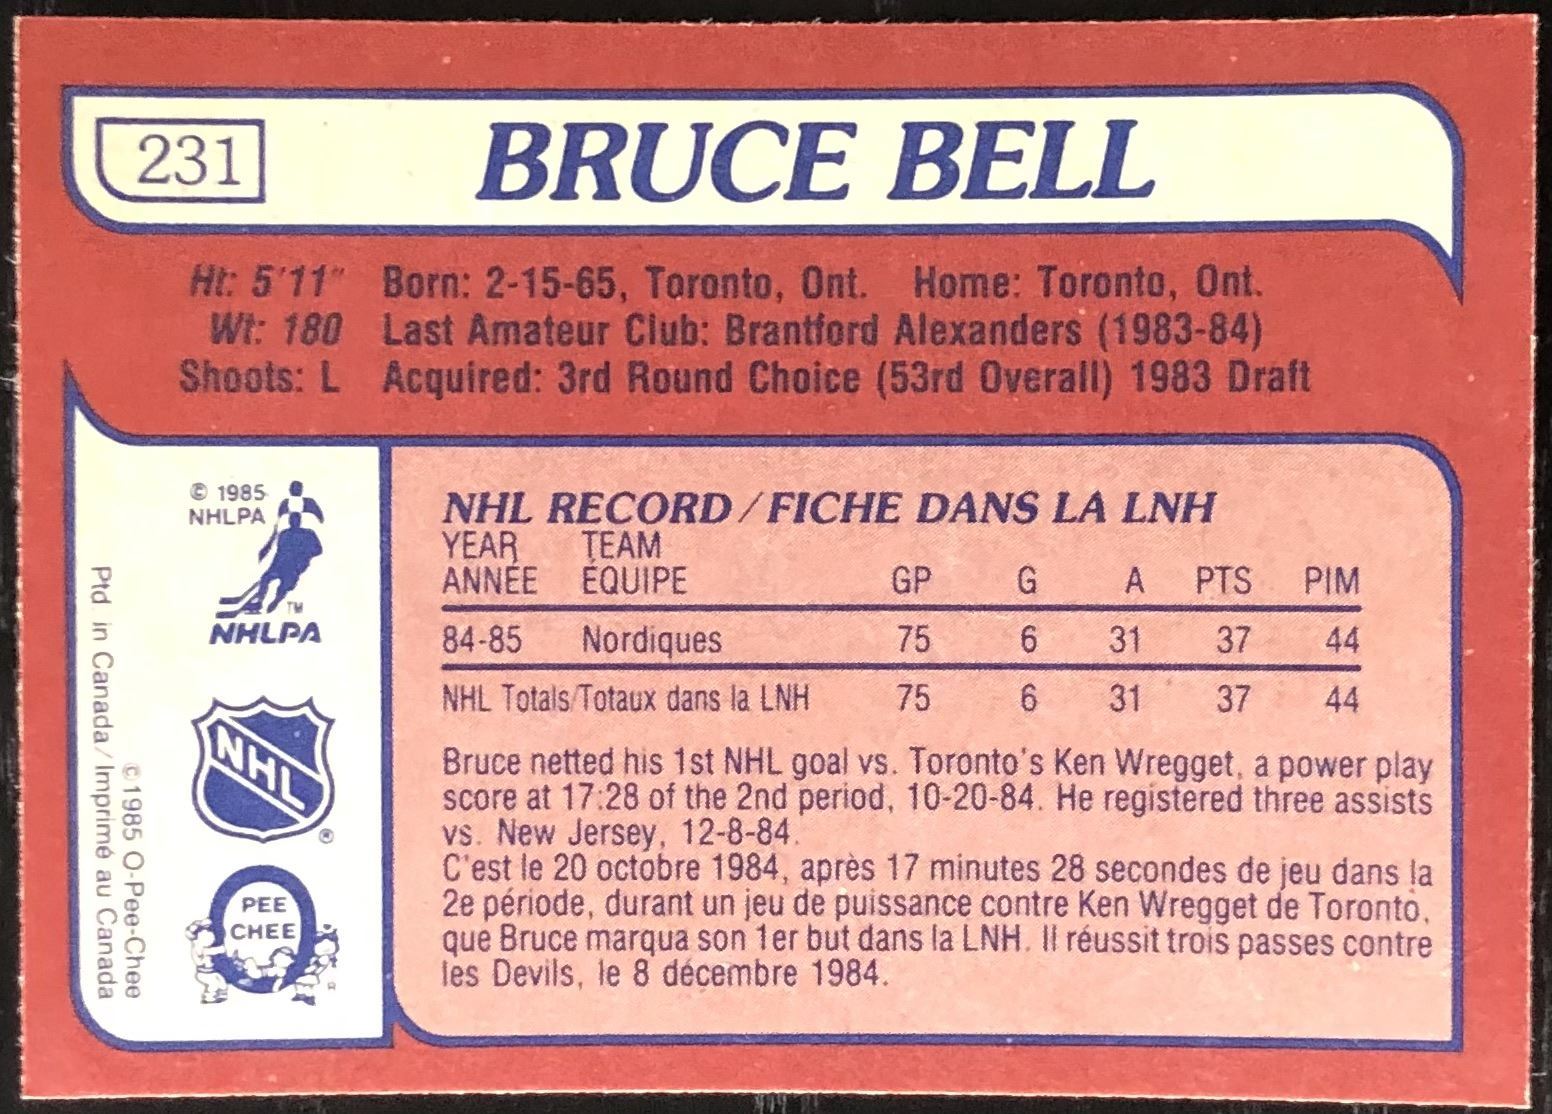 231
BRUCE BELL
Ht: 5'11" Born: 2-15-65, Toronto, Ont. Home: Toronto, Ont.
Wt: 180 Last Amateur Club: Brantford Alexanders (1983-84)
Shoots: L Acquired: 3rd Round Choice (53rd Overall) 1983 Draft
© 1985
NHLPA
TM
NHLPA
NHL
®
PEE
CHEE
©1985 O-Pee-Chee
Ptd. in Canada/Imprimé au Canada
NHL RECORD/FICHE DANS LA LNH
YEAR TEAM
ANNÉE ÉQUIPE GP G A PTS PIM
84-85 Nordiques 75 6 31 37 44
NHL Totals/Totaux dans la LNH 75 6 31 37 44
Bruce netted his 1st NHL goal vs. Toronto's Ken Wregget, a power play
score at 17:28 of the 2nd period, 10-20-84. He registered three assists
vs. New Jersey, 12-8-84.
C'est le 20 octobre 1984, après 17 minutes 28 secondes de jeu dans la
2e période, durant un jeu de puissance contre Ken Wregget de Toronto,
que Bruce marqua son 1er but dans la LNH. Il réussit trois passes contre
les Devils, le 8 décembre 1984.